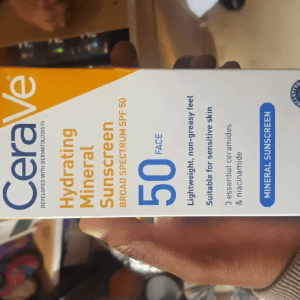 CeraVe
DEVELOPED WITH DERMATOLOGISTS
Hydrating
Mineral
Sunscreen
BROAD SPECTRUM SPF 50
50 FACE
Lightweight, non-greasy feel
Suitable for sensitive skin
3 essential ceramides
& niacinamide
MINERAL SUNSCREEN